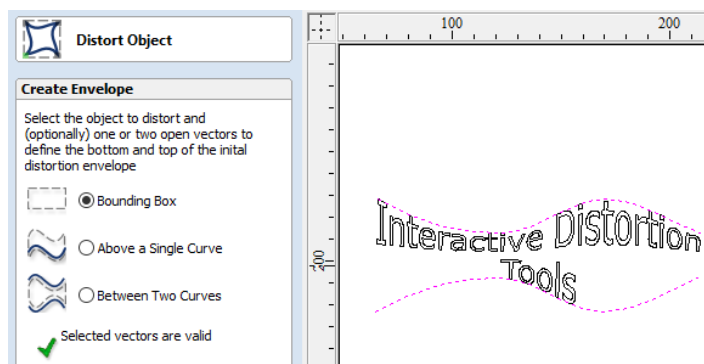 Distort Object
Create Envelope
Select the object to distort and
(optionally) one or two open vectors to
define the bottom and top of the inital
distortion envelope
Bounding Box
Above a Single Curve
Between Two Curves
Selected vectors are valid
100
200
200
Interactive Distortion
Tools